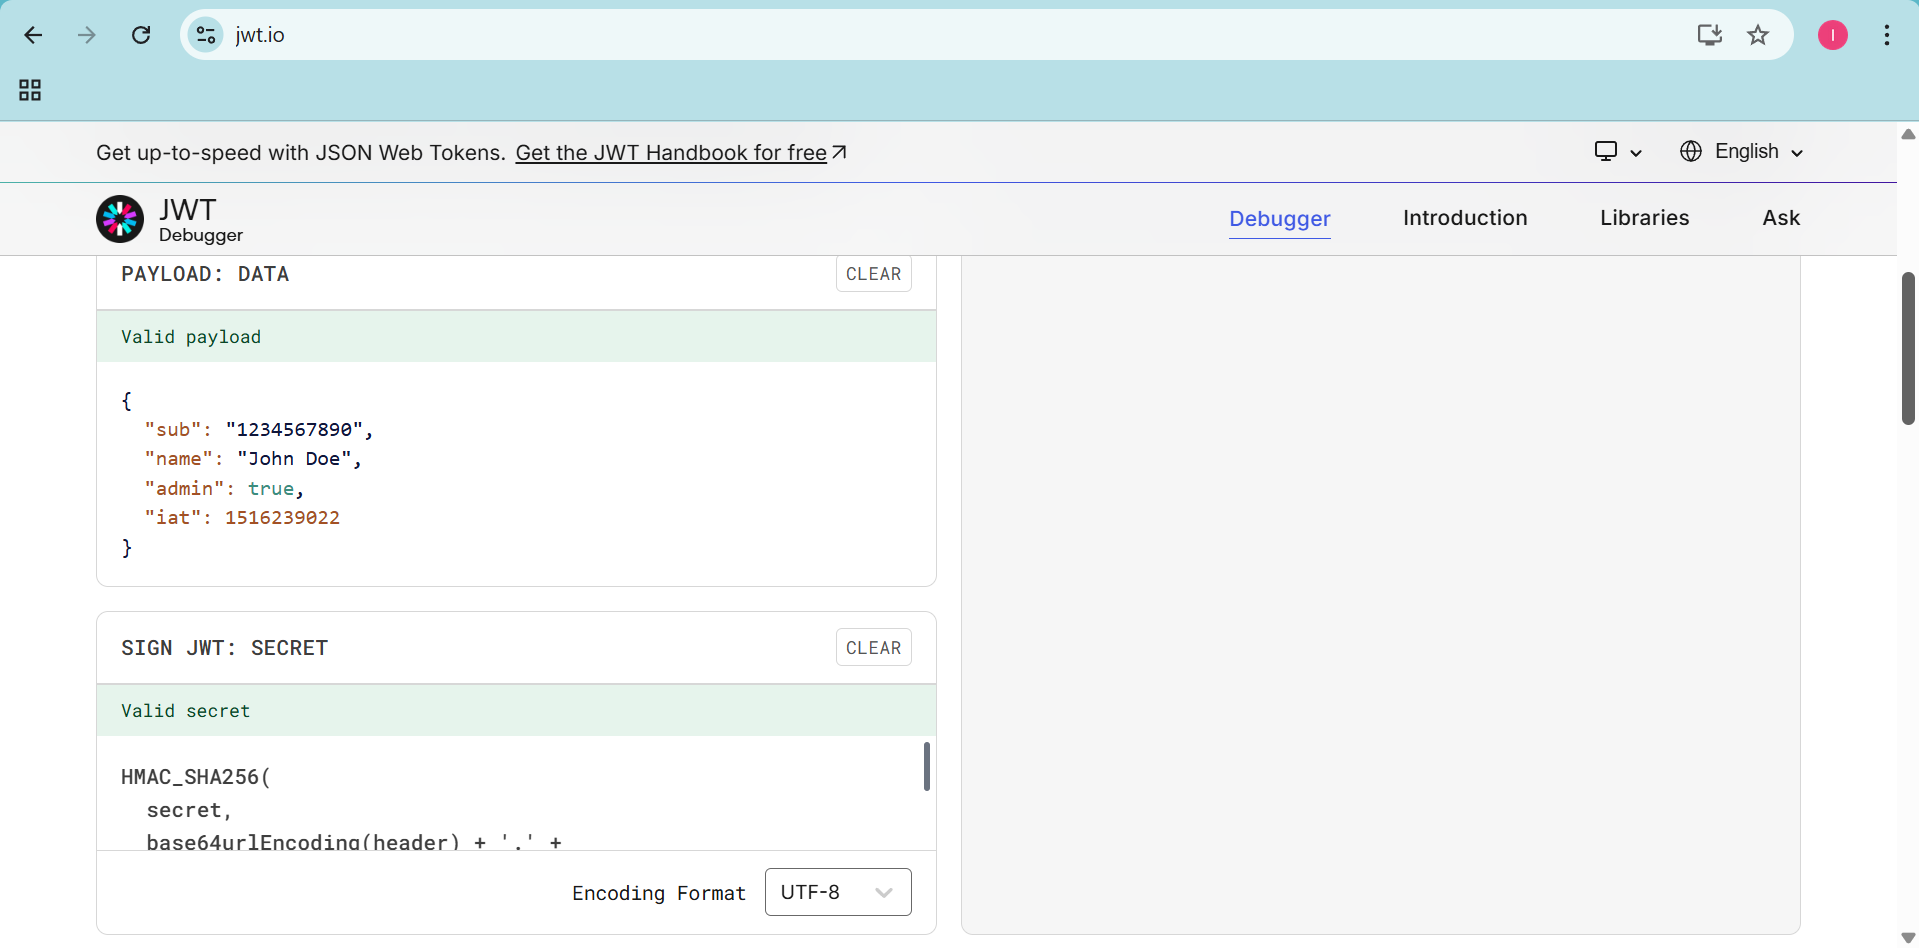 jwt.io
I
Get up-to-speed with JSON Web Tokens. Get the JWT Handbook for free
English
JWT
Debugger
Debugger
Introduction
Libraries
Ask
PAYLOAD: DATA
CLEAR
Valid payload
{
"sub": "1234567890",
"name": "John Doe",
"admin": true,
"iat": 1516239022
}
SIGN JWT: SECRET
CLEAR
Valid secret
HMAC_SHA256(
secret,
base64urlEncoding(header) + '.' +
Encoding Format
UTF-8